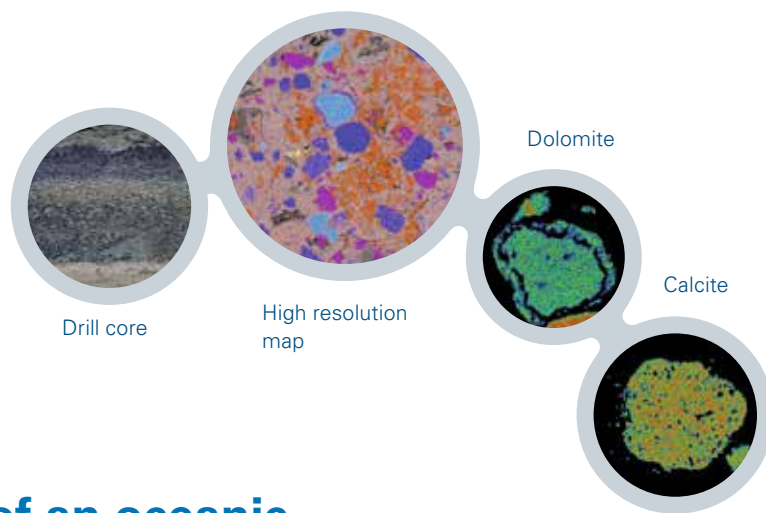 Dolomite
Calcite
High resolution
map
Drill core
of an oceanic